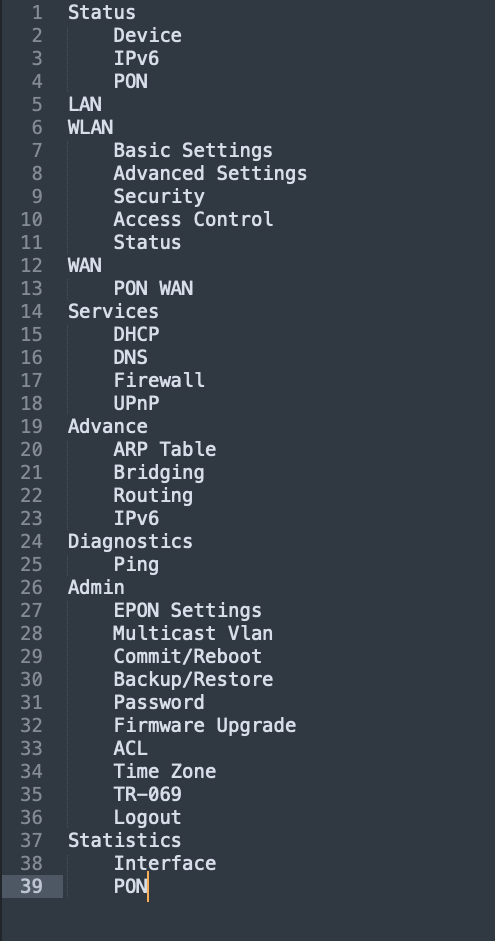 1 Status
2     Device
3     IPv6
4     PON
5 LAN
6 WLAN
7     Basic Settings
8     Advanced Settings
9     Security
10     Access Control
11     Status
12 WAN
13     PON WAN
14 Services
15     DHCP
16     DNS
17     Firewall
18     UPnP
19 Advance
20     ARP Table
21     Bridging
22     Routing
23     IPv6
24 Diagnostics
25     Ping
26 Admin
27     EPON Settings
28     Multicast Vlan
29     Commit/Reboot
30     Backup/Restore
31     Password
32     Firmware Upgrade
33     ACL
34     Time Zone
35     TR-069
36     Logout
37 Statistics
38     Interface
39     PON